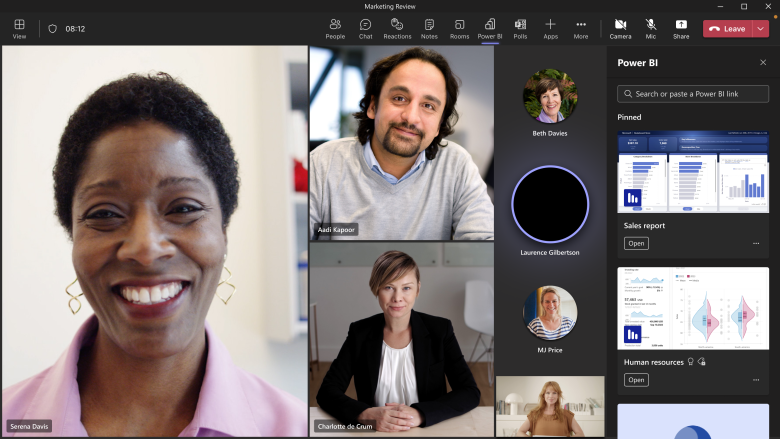 Marketing Review
View
08:12
People
Chat
Reactions
Notes
Rooms
Power BI
Polls
Apps
More
Camera
Mic
Share
Leave
Power BI
Search or paste a Power BI link
Pinned
Beth Davies
Laurence Gilbertson
MJ Price
Aadi Kapoor
Serena Davis
Charlotte de Crum
Sales report
Open
Human resources
Open